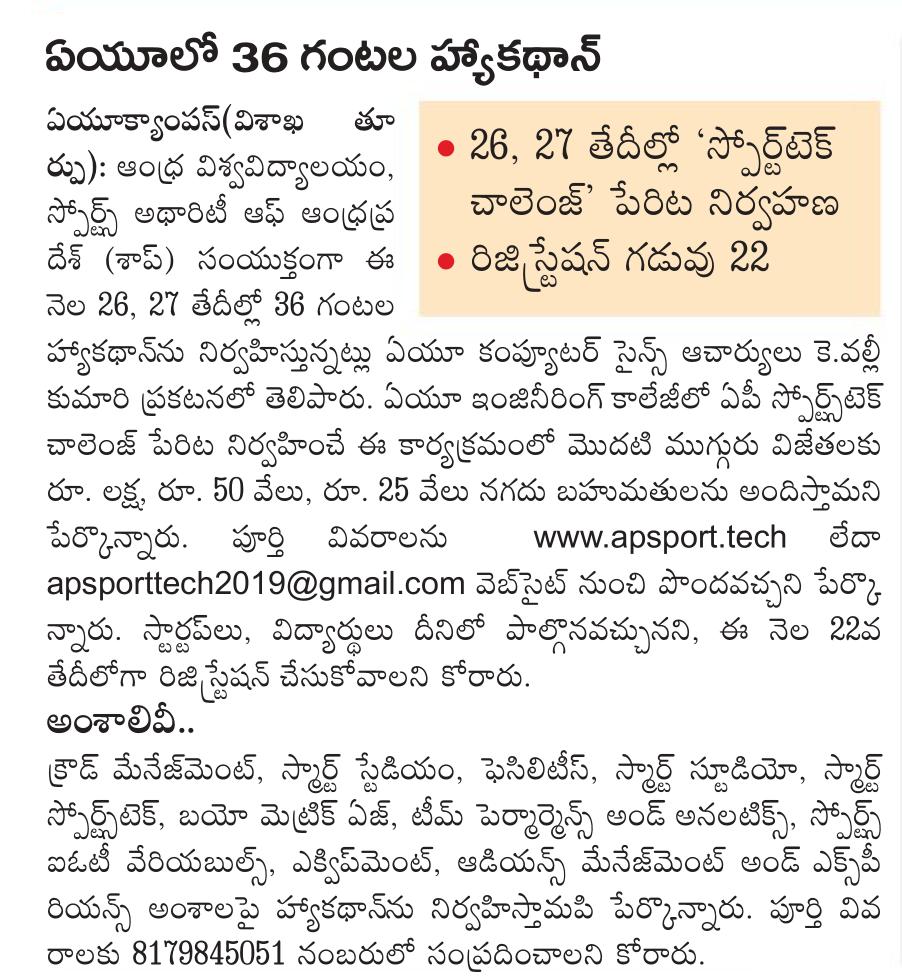 ఏయూలో 36 గంటల హ్యాకథాన్
ఏయూక్యాంపస్(విశాఖ తూ
ర్పు): ఆంధ్ర విశ్వవిద్యాలయం,
స్పోర్ట్స్ అథారిటీ ఆఫ్ ఆంధ్రప్ర
దేశ్ (శాప్) సంయుక్తంగా ఈ
నెల 26, 27 తేదీల్లో 36 గంటల
• 26, 27 తేదీల్లో ‘స్పోర్ట్‌టెక్
చాలెంజ్’ పేరిట నిర్వహణ
• రిజిస్ట్రేషన్ గడువు 22
హ్యాకథాన్‌ను నిర్వహిస్తున్నట్లు ఏయూ కంప్యూటర్ సైన్స్ ఆచార్యులు కె.వల్లీ
కుమారి ప్రకటనలో తెలిపారు. ఏయూ ఇంజినీరింగ్ కాలేజీలో ఏపీ స్పోర్ట్స్‌టెక్
చాలెంజ్ పేరిట నిర్వహించే ఈ కార్యక్రమంలో మొదటి ముగ్గురు విజేతలకు
రూ. లక్ష, రూ. 50 వేలు, రూ. 25 వేలు నగదు బహుమతులను అందిస్తామని
పేర్కొన్నారు. పూర్తి వివరాలను www.apsport.tech లేదా
apsporttech2019@gmail.com వెబ్‌సైట్ నుంచి పొందవచ్చని పేర్కొ
న్నారు. స్టార్టప్‌లు, విద్యార్థులు దీనిలో పాల్గొనవచ్చునని, ఈ నెల 22వ
తేదీలోగా రిజిస్ట్రేషన్ చేసుకోవాలని కోరారు.
అంశాలివీ..
క్రౌడ్ మేనేజ్‌మెంట్, స్మార్ట్ స్టేడియం, ఫెసిలిటీస్, స్మార్ట్ స్టూడియో, స్మార్ట్
స్పోర్ట్స్‌టెక్, బయో మెట్రిక్ ఏజ్, టీమ్ పెర్మార్మెన్స్ అండ్ అనలటిక్స్, స్పోర్ట్స్
ఐఓటీ వేరియబుల్స్, ఎక్విప్‌మెంట్, ఆడియన్స్ మేనేజ్‌మెంట్ అండ్ ఎక్స్‌పీ
రియన్స్ అంశాలపై హ్యాకథాన్‌ను నిర్వహిస్తామపి పేర్కొన్నారు. పూర్తి వివ
రాలకు 8179845051 నంబరులో సంప్రదించాలని కోరారు.